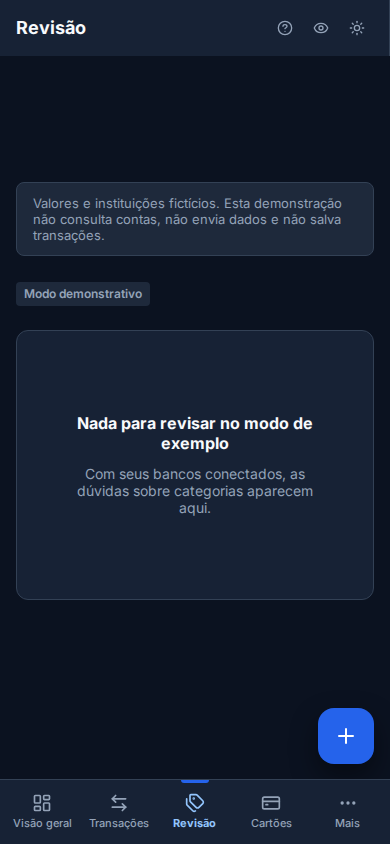 Revisão
Valores e instituições fictícios. Esta demonstração
não consulta contas, não envia dados e não salva
transações.
Modo demonstrativo
Nada para revisar no modo de
exemplo
Com seus bancos conectados, as
dúvidas sobre categorias aparecem
aqui.
Visão geral
Transações
Revisão
Cartões
Mais